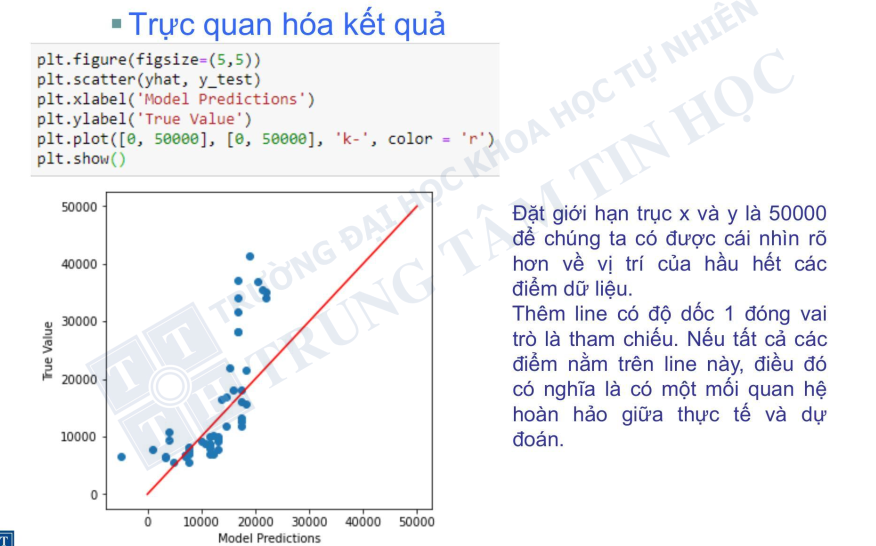 Trực quan hóa kết quả
plt.figure(figsize=(5,5))
plt.scatter(yhat, y_test)
plt.xlabel('Model Predictions')
plt.ylabel('True Value')
plt.plot([0, 50000], [0, 50000], 'k-', color = 'r')
plt.show()
TRƯỜNG ĐẠI HỌC KHOA HỌC TỰ NHIÊN
TRUNG TÂM TIN HỌC
T T
T H
50000
40000
30000
20000
10000
0
True Value
0 10000 20000 30000 40000 50000
Model Predictions
Đặt giới hạn trục x và y là 50000
để chúng ta có được cái nhìn rõ
hơn về vị trí của hầu hết các
điểm dữ liệu.
Thêm line có độ dốc 1 đóng vai
trò là tham chiếu. Nếu tất cả các
điểm nằm trên line này, điều đó
có nghĩa là có một mối quan hệ
hoàn hảo giữa thực tế và dự
đoán.
T